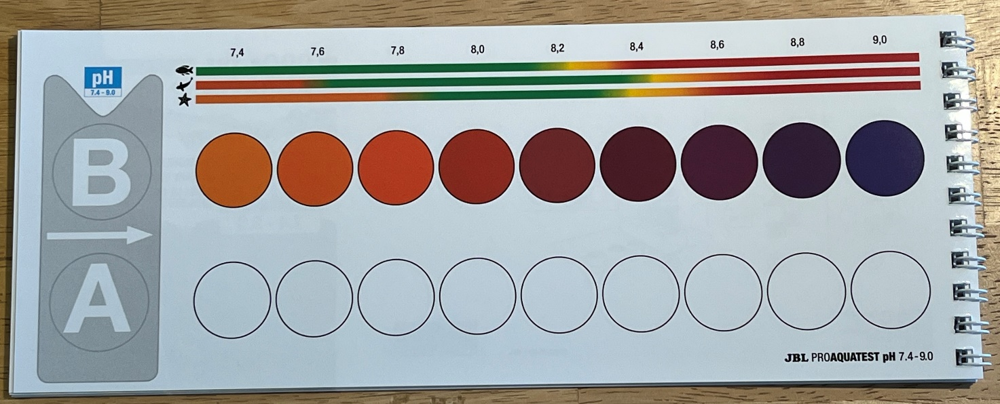 7,4 7,6 7,8 8,0 8,2 8,4 8,6 8,8 9,0
pH
7.4 - 9.0
B
A
JBL PROAQUATEST pH 7.4-9.0